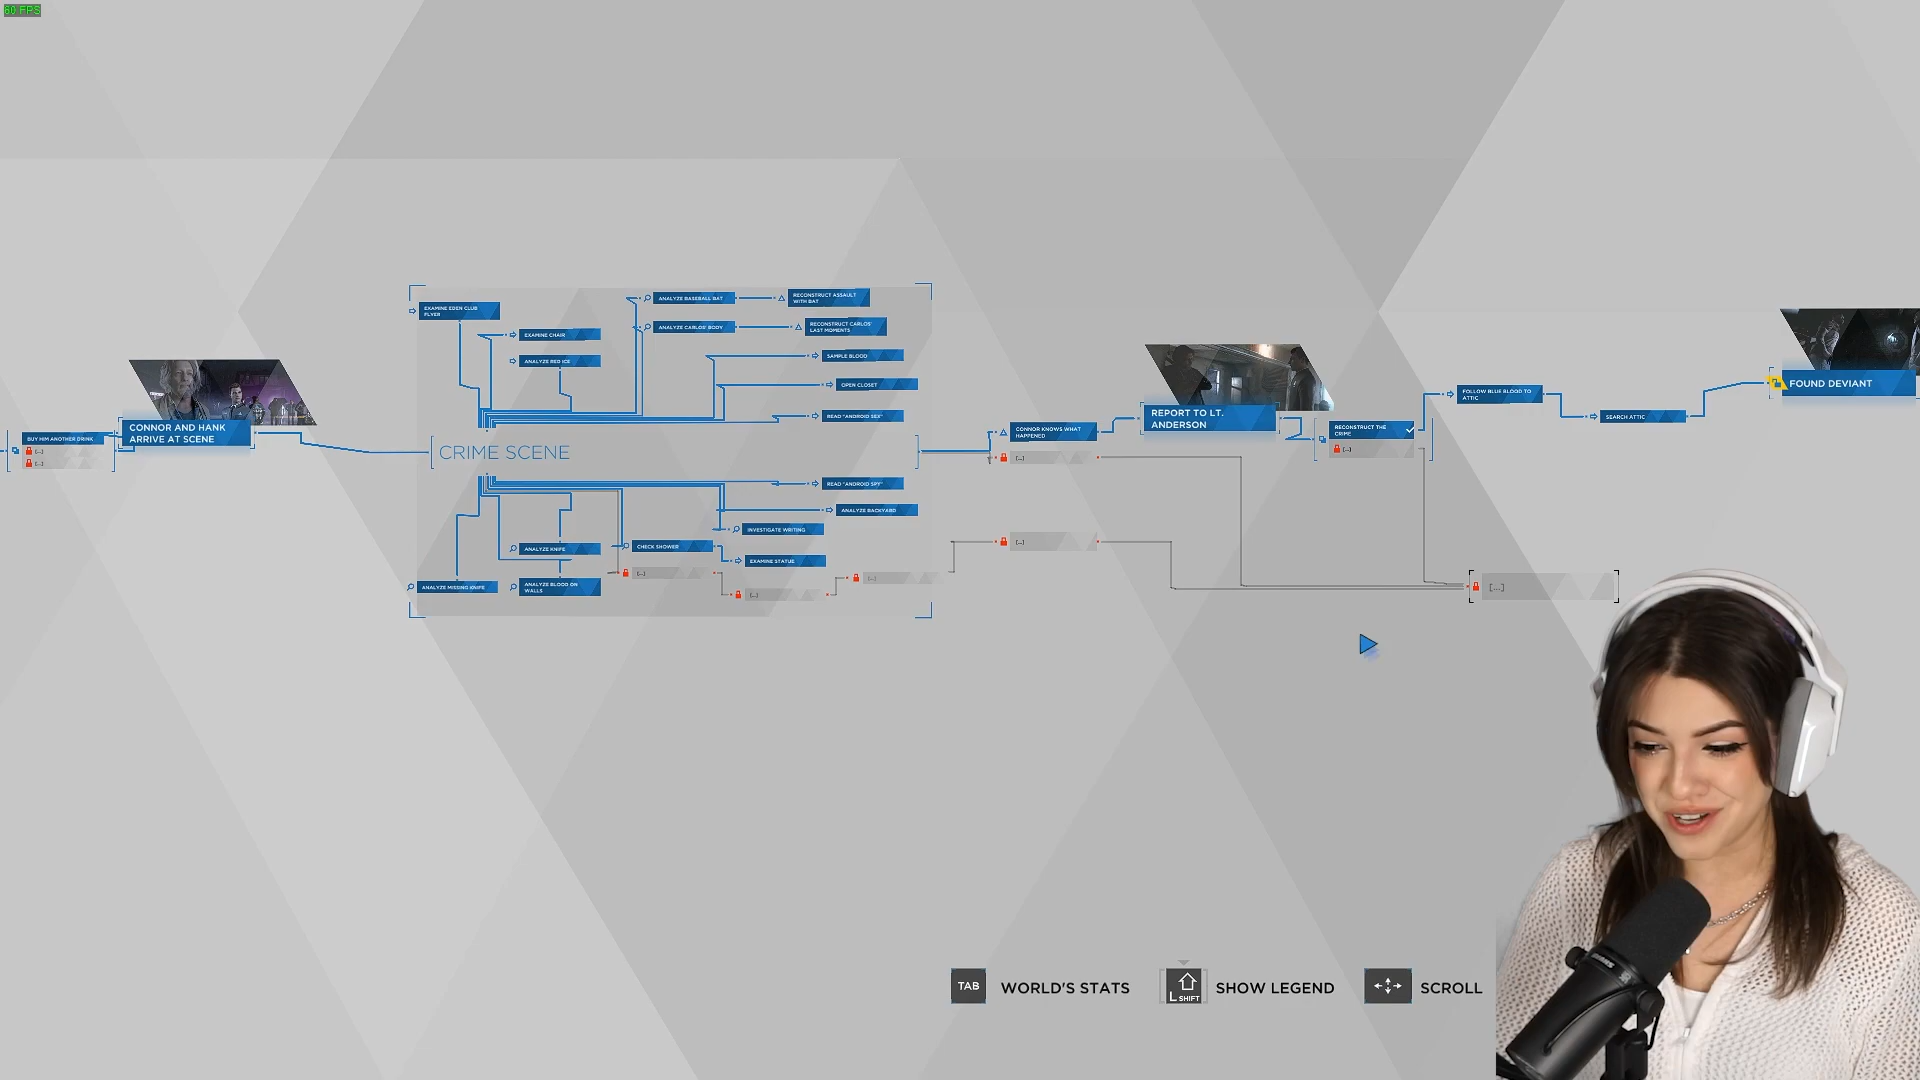 60 FPS
BUY HIM ANOTHER DRINK
[...]
[...]
CONNOR AND HANK
ARRIVE AT SCENE
EXAMINE EDEN CLUB
FLYER
EXAMINE CHAIR
ANALYZE RED ICE
ANALYZE BASEBALL BAT
RECONSTRUCT ASSAULT
WITH BAT
ANALYZE CARLOS' BODY
RECONSTRUCT CARLOS'
LAST MOMENTS
SAMPLE BLOOD
OPEN CLOSET
READ "ANDROID SEX"
CRIME SCENE
READ "ANDROID SPY"
ANALYZE BACKYARD
INVESTIGATE WRITING
ANALYZE KNIFE
CHECK SHOWER
EXAMINE STATUE
[...]
ANALYZE MISSING KNIFE
ANALYZE BLOOD ON
WALLS
[...]
[...]
CONNOR KNOWS WHAT
HAPPENED
[...]
[...]
REPORT TO LT.
ANDERSON
RECONSTRUCT THE
CRIME
[...]
FOLLOW BLUE BLOOD TO
ATTIC
SEARCH ATTIC
FOUND DEVIANT
[...]
TAB
WORLD'S STATS
L SHIFT
SHOW LEGEND
SCROLL
SHURE